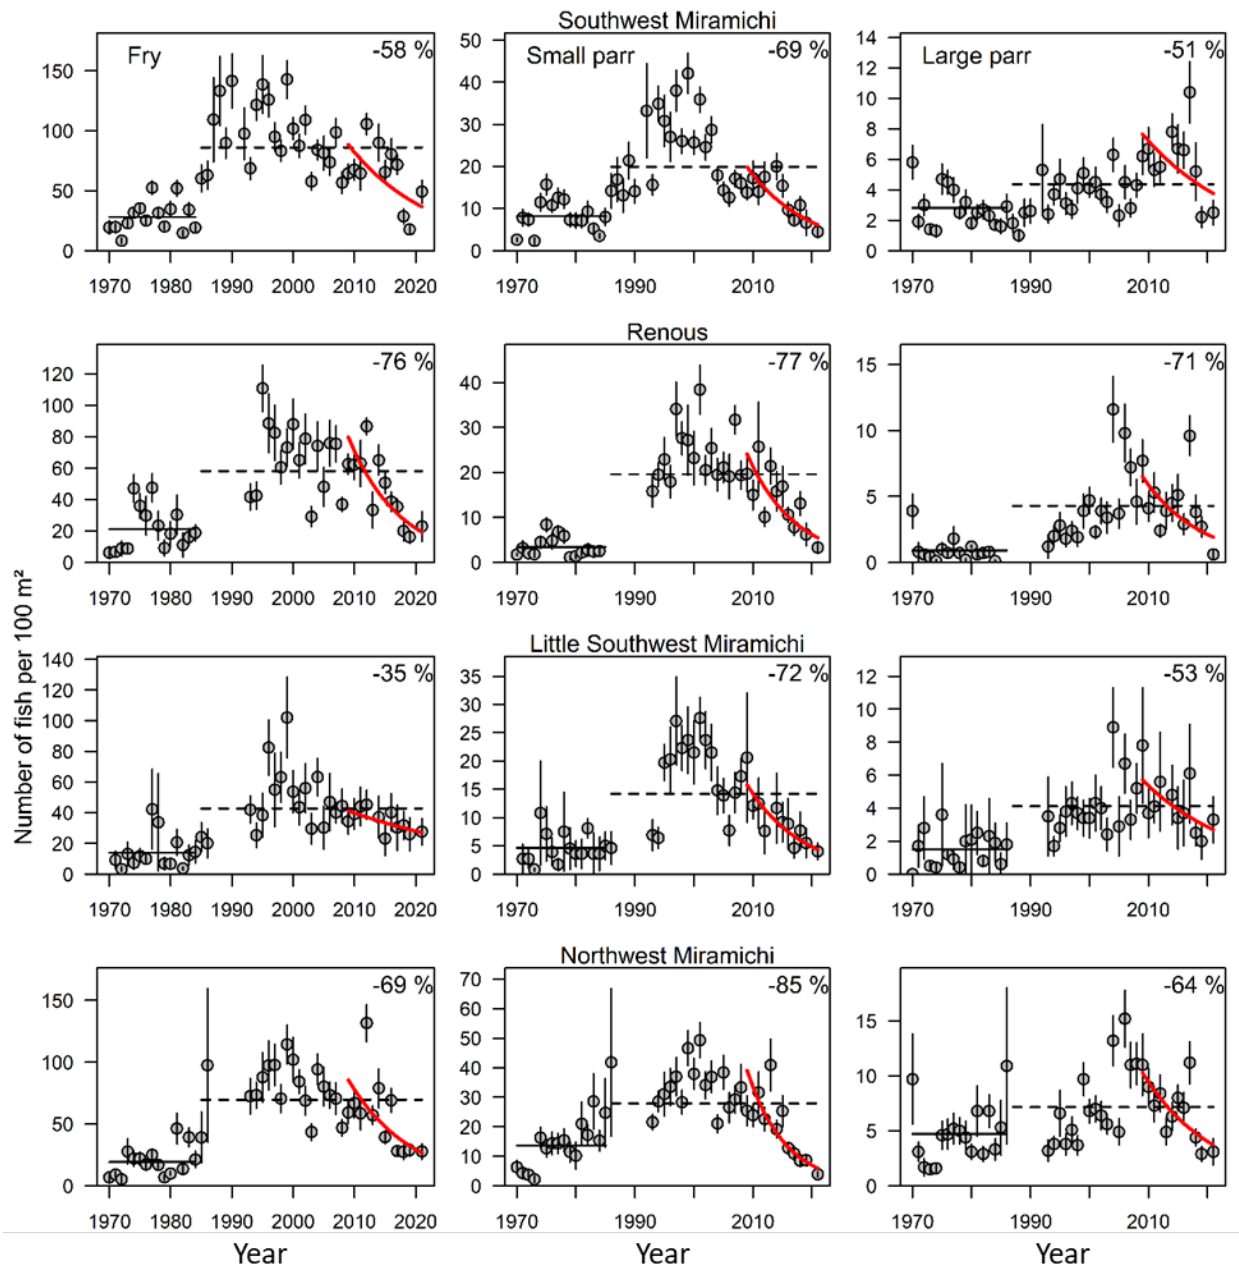 Southwest Miramichi
Fry -58 % Small parr -69 % Large parr -51 %
150 100 50 0
50 40 30 20 10 0
14 12 10 8 6 4 2 0
1970 1980 1990 2000 2010 2020 1970 1990 2010 1970 1990 2010
Renous
-76 % -77 % -71 %
120 100 80 60 40 20 0
40 30 20 10 0
15 10 5 0
1970 1980 1990 2000 2010 2020 1970 1990 2010 1970 1990 2010
Number of fish per 100 m²
Little Southwest Miramichi
-35 % -72 % -53 %
140 120 100 80 60 40 20 0
35 30 25 20 15 10 5 0
12 10 8 6 4 2 0
1970 1980 1990 2000 2010 2020 1970 1990 2010 1970 1990 2010
Northwest Miramichi
-69 % -85 % -64 %
150 100 50 0
70 60 50 40 30 20 10 0
15 10 5 0
1970 1980 1990 2000 2010 2020 1970 1990 2010 1970 1990 2010
Year Year Year